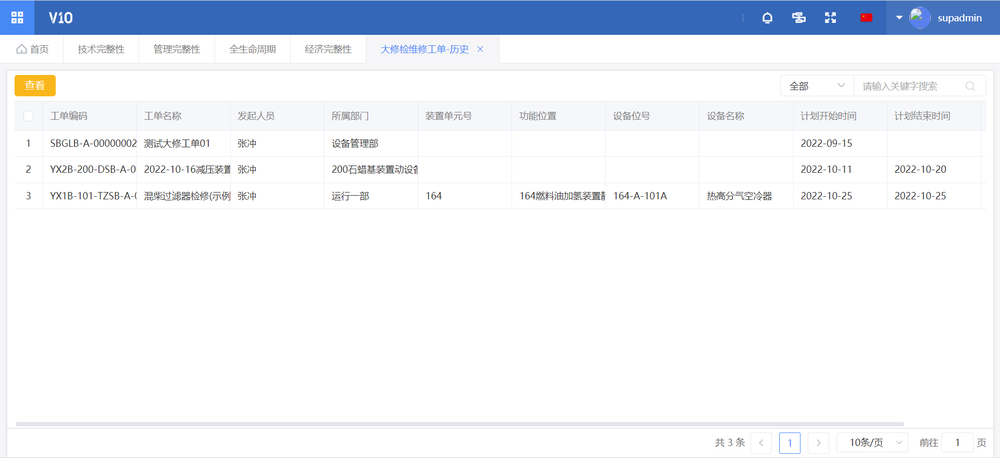 V10
supadmin
首页 技术完整性 管理完整性 全生命周期 经济完整性 大修检维修工单-历史
查看 全部 请输入关键字搜索
工单编码 工单名称 发起人员 所属部门 装置单元号 功能位置 设备位号 设备名称 计划开始时间 计划结束时间
1 SBGLB-A-00000002 测试大修工单01 张冲 设备管理部 2022-09-15
2 YX2B-200-DSB-A-0 2022-10-16减压装置 张冲 200石蜡基装置动设备 2022-10-11 2022-10-20
3 YX1B-101-TZSB-A- 混柴过滤器检修(示例 张冲 运行一部 164 164燃料油加氢装置静 164-A-101A 热高分气空冷器 2022-10-25 2022-10-25
共 3 条 1 10条/页 前往 1 页